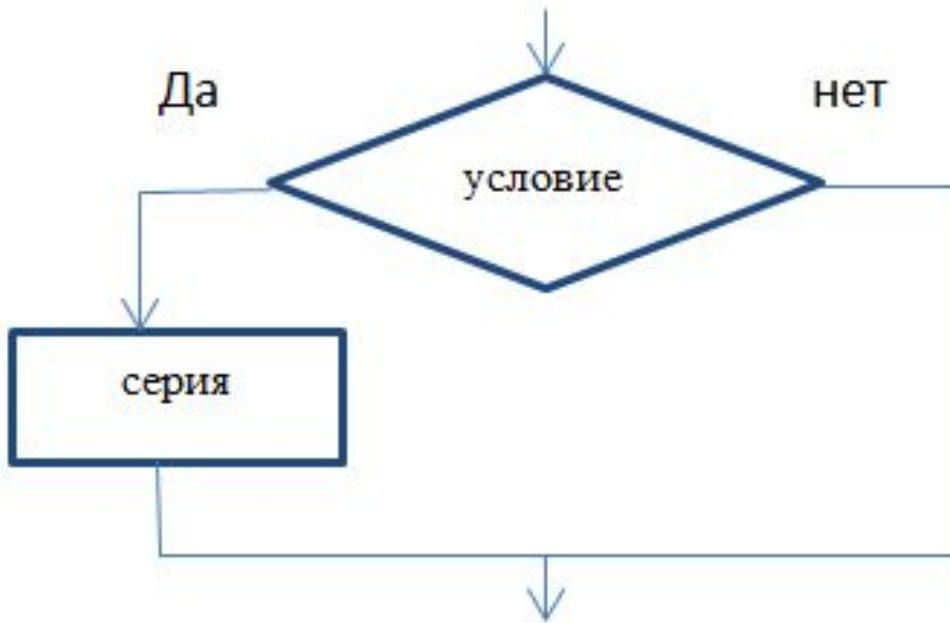 Да
нет
условие
серия